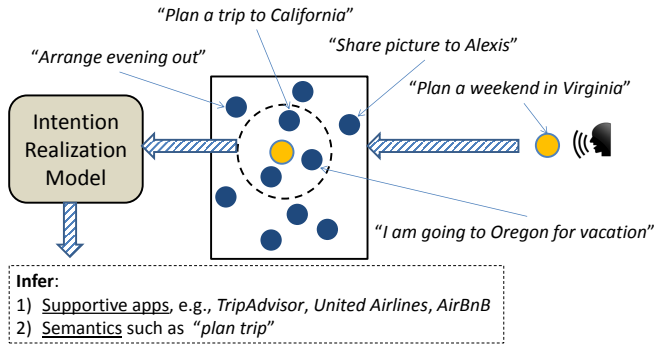 “Plan a trip to California”
“Share picture to Alexis”
“Arrange evening out”
“Plan a weekend in Virginia”
Intention
Realization
Model
“I am going to Oregon for vacation”
Infer:
1) Supportive apps, e.g., TripAdvisor, United Airlines, AirBnB
2) Semantics such as “plan trip”